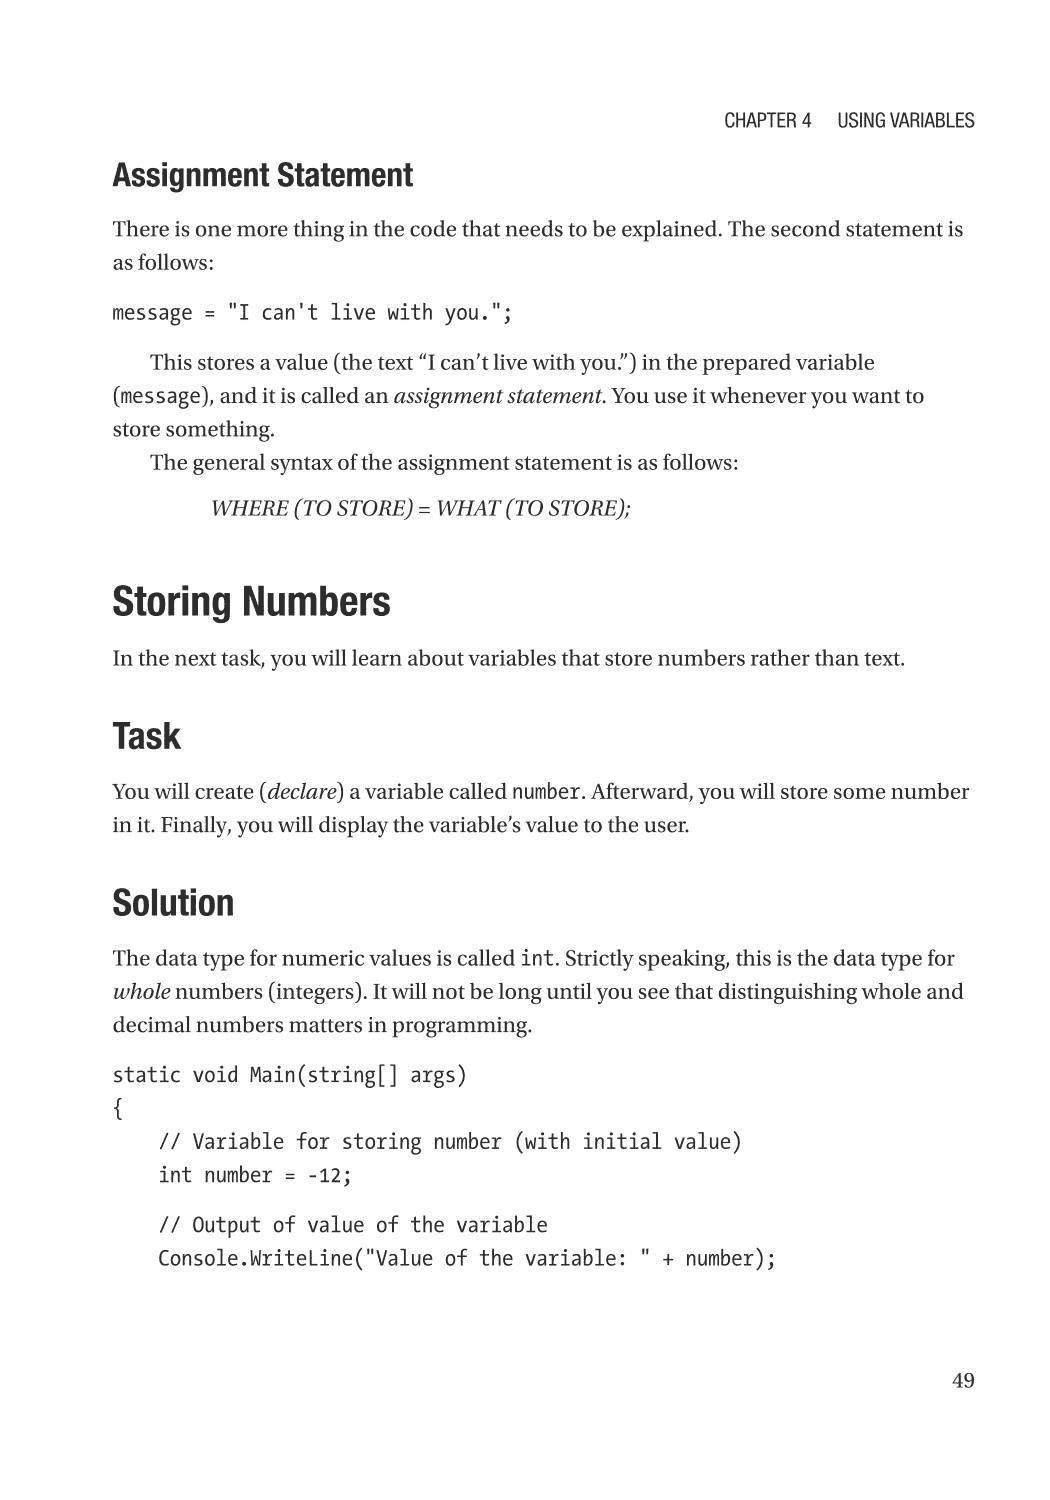 CHAPTER 4 USING VARIABLES
Assignment Statement
There is one more thing in the code that needs to be explained. The second statement is
as follows:
message = "I can't live with you.";
This stores a value (the text “I can’t live with you.”) in the prepared variable
(message), and it is called an assignment statement. You use it whenever you want to
store something.
The general syntax of the assignment statement is as follows:
WHERE (TO STORE) = WHAT (TO STORE);
Storing Numbers
In the next task, you will learn about variables that store numbers rather than text.
Task
You will create (declare) a variable called number. Afterward, you will store some number
in it. Finally, you will display the variable’s value to the user.
Solution
The data type for numeric values is called int. Strictly speaking, this is the data type for
whole numbers (integers). It will not be long until you see that distinguishing whole and
decimal numbers matters in programming.
static void Main(string[] args)
{
    // Variable for storing number (with initial value)
    int number = -12;
    // Output of value of the variable
    Console.WriteLine("Value of the variable: " + number);
49